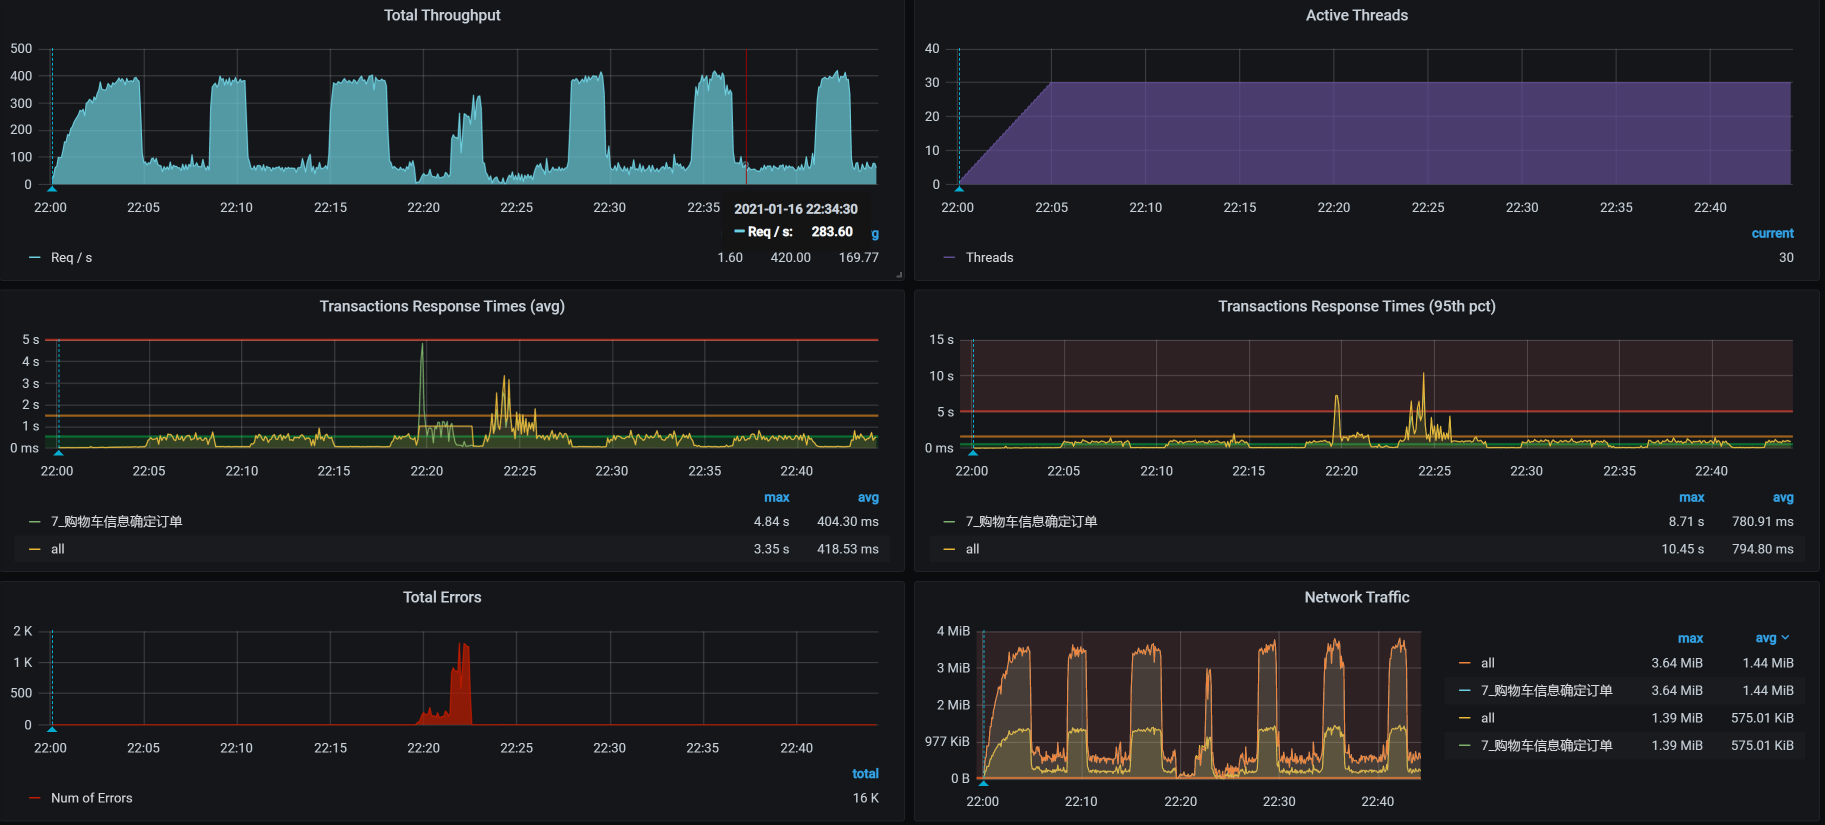 Total Throughput
500
400
300
200
100
0
22:00 22:05 22:10 22:15 22:20 22:25 22:30 22:35
2021-01-16 22:34:30
Req / s: 283.60
Req / s 1.60 420.00 169.77
Active Threads
40
30
20
10
0
22:00 22:05 22:10 22:15 22:20 22:25 22:30 22:35 22:40
current
Threads 30
Transactions Response Times (avg)
5 s
4 s
3 s
2 s
1 s
0 ms
22:00 22:05 22:10 22:15 22:20 22:25 22:30 22:35 22:40
max avg
7_购物车信息确定订单 4.84 s 404.30 ms
all 3.35 s 418.53 ms
Transactions Response Times (95th pct)
15 s
10 s
5 s
0 ms
22:00 22:05 22:10 22:15 22:20 22:25 22:30 22:35 22:40
max avg
7_购物车信息确定订单 8.71 s 780.91 ms
all 10.45 s 794.80 ms
Total Errors
2 K
1 K
500
0
22:00 22:05 22:10 22:15 22:20 22:25 22:30 22:35 22:40
total
Num of Errors 16 K
Network Traffic
4 MiB
3 MiB
2 MiB
977 KiB
0 B
22:00 22:10 22:20 22:30 22:40
max avg
all 3.64 MiB 1.44 MiB
7_购物车信息确定订单 3.64 MiB 1.44 MiB
all 1.39 MiB 575.01 KiB
7_购物车信息确定订单 1.39 MiB 575.01 KiB